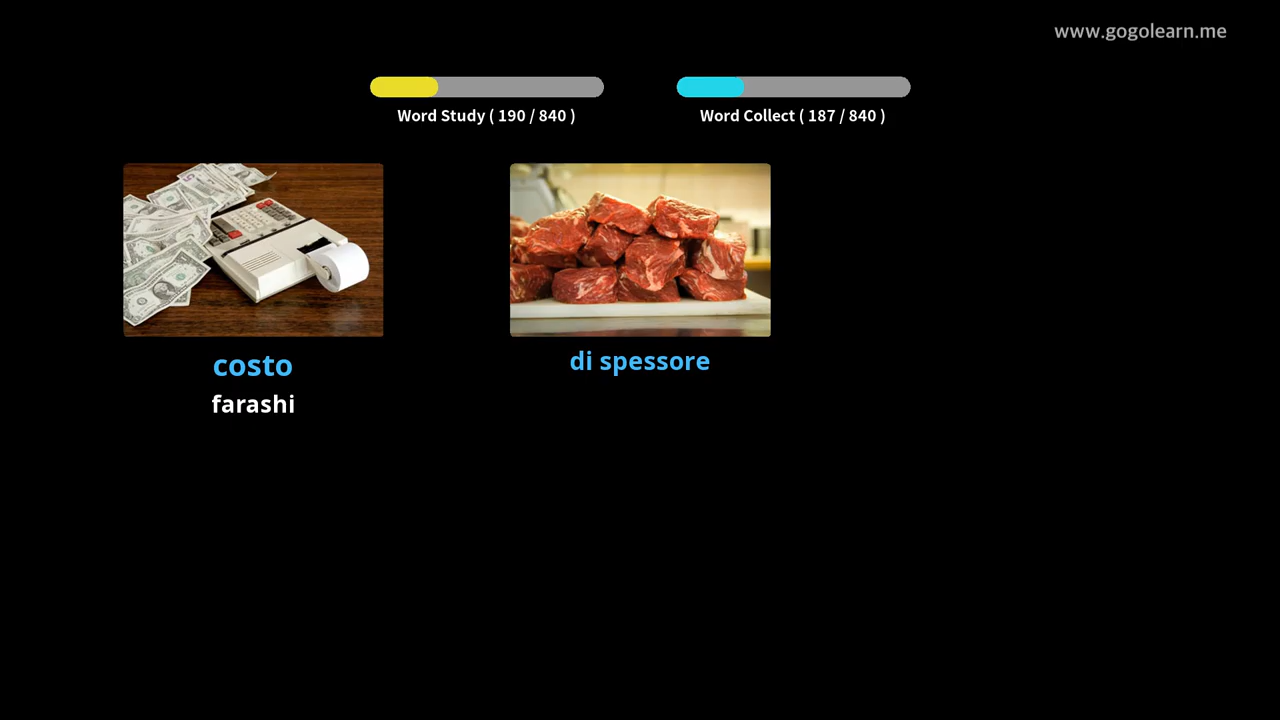 www.gogolearn.me
Word Study ( 190 / 840 )
Word Collect ( 187 / 840 )
costo
farashi
di spessore